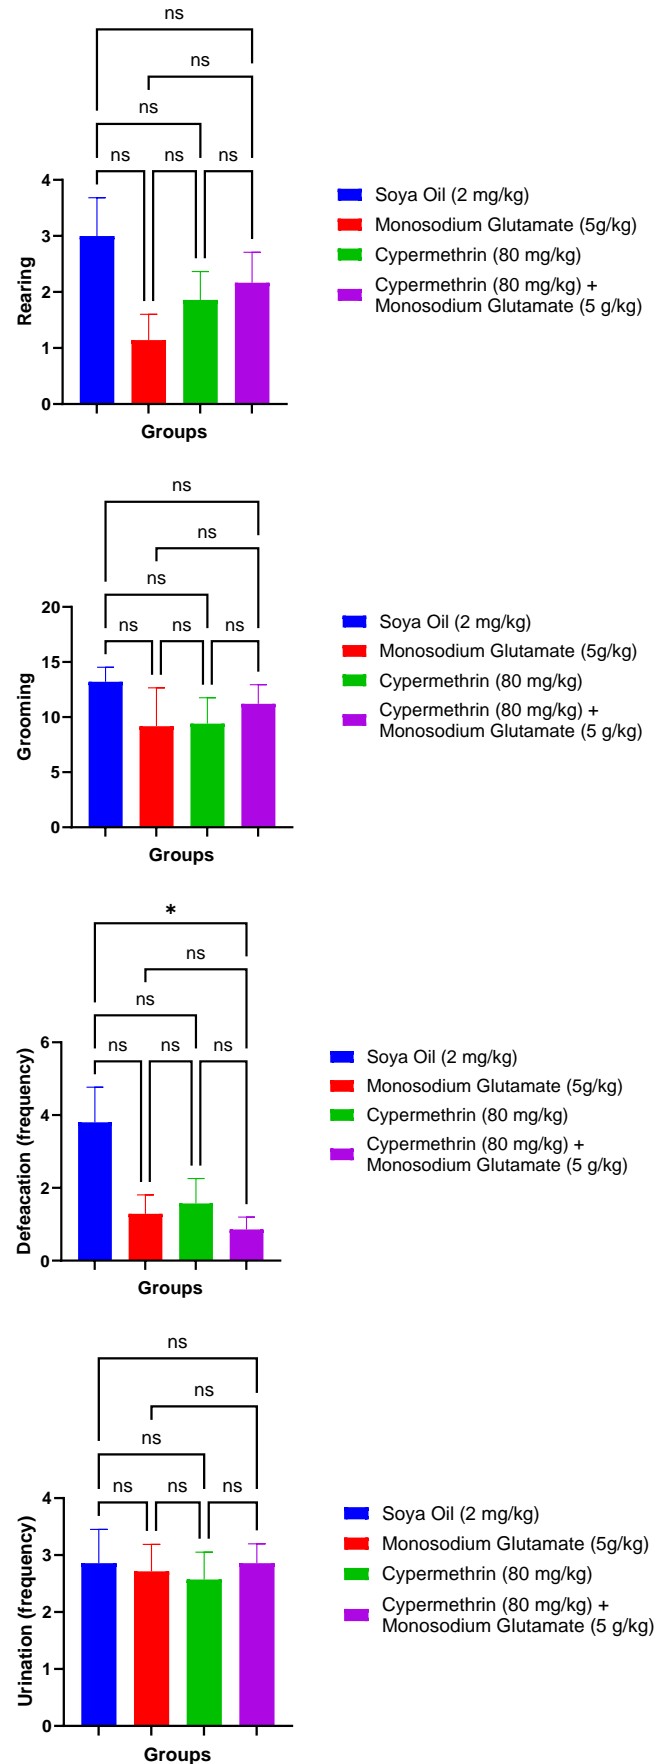 ns
ns
ns
ns
ns
ns
4
3
2
1
0
Rearing
Groups
Soya Oil (2 mg/kg)
Monosodium Glutamate (5g/kg)
Cypermethrin (80 mg/kg)
Cypermethrin (80 mg/kg) +
Monosodium Glutamate (5 g/kg)
ns
ns
ns
ns
ns
ns
20
15
10
5
0
Grooming
Groups
Soya Oil (2 mg/kg)
Monosodium Glutamate (5g/kg)
Cypermethrin (80 mg/kg)
Cypermethrin (80 mg/kg) +
Monosodium Glutamate (5 g/kg)
*
ns
ns
ns
ns
ns
6
4
2
0
Defeacation (frequency)
Groups
Soya Oil (2 mg/kg)
Monosodium Glutamate (5g/kg)
Cypermethrin (80 mg/kg)
Cypermethrin (80 mg/kg) +
Monosodium Glutamate (5 g/kg)
ns
ns
ns
ns
ns
ns
4
3
2
1
0
Urination (frequency)
Groups
Soya Oil (2 mg/kg)
Monosodium Glutamate (5g/kg)
Cypermethrin (80 mg/kg)
Cypermethrin (80 mg/kg) +
Monosodium Glutamate (5 g/kg)